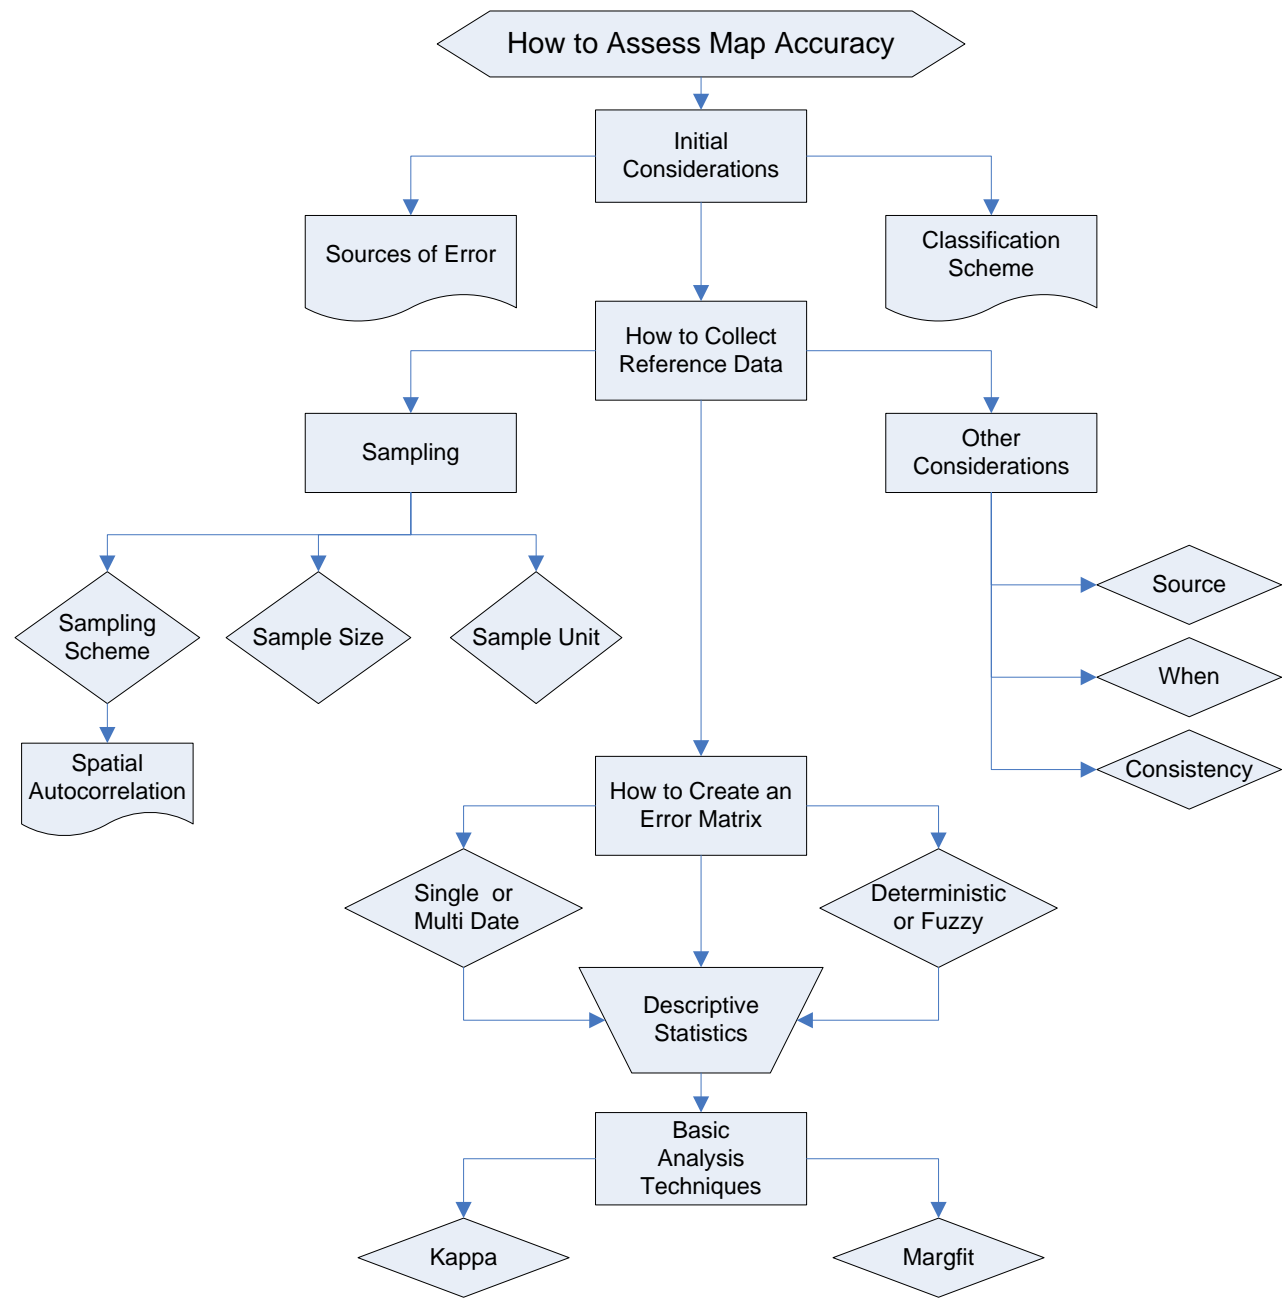 How to Assess Map Accuracy
Initial
Considerations
Sources of Error
Classification
Scheme
How to Collect
Reference Data
Sampling
Other
Considerations
Sampling
Scheme
Sample Size
Sample Unit
Source
When
Consistency
Spatial
Autocorrelation
How to Create an
Error Matrix
Single or
Multi Date
Deterministic
or Fuzzy
Descriptive
Statistics
Basic
Analysis
Techniques
Kappa
Margfit